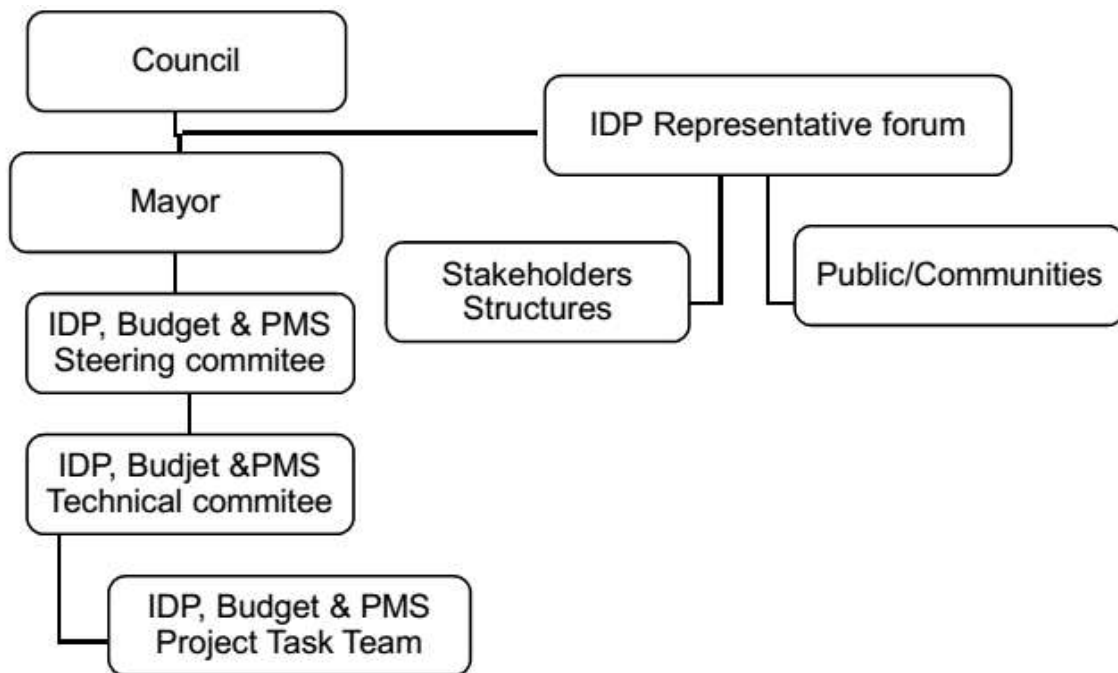 Council
IDP Representative forum
Mayor
Stakeholders
Structures
Public/Communities
IDP, Budget & PMS
Steering commitee
IDP, Budjet &PMS
Technical commitee
IDP, Budget & PMS
Project Task Team